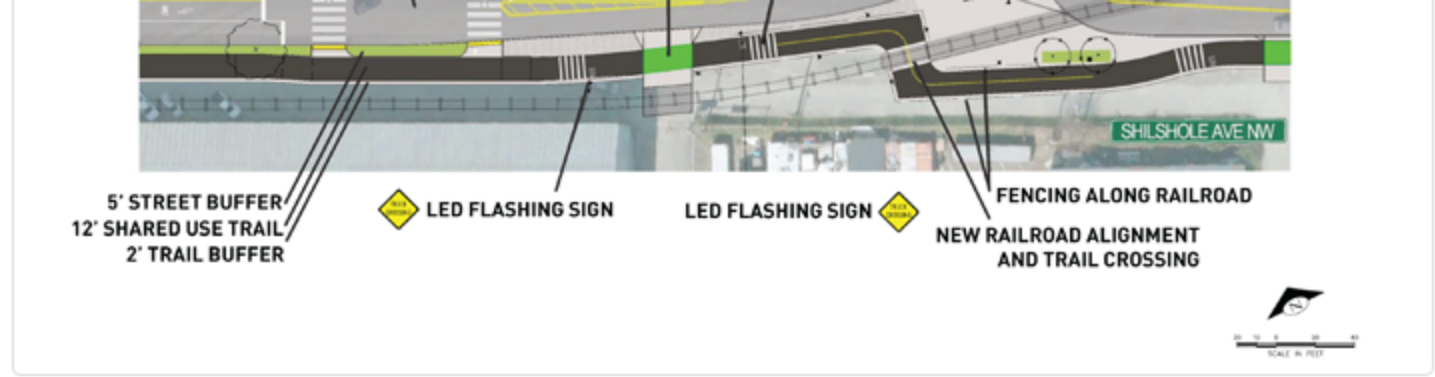 SHILSHOLE AVE NW
5' STREET BUFFER
12' SHARED USE TRAIL
2' TRAIL BUFFER
LED FLASHING SIGN
LED FLASHING SIGN
FENCING ALONG RAILROAD
NEW RAILROAD ALIGNMENT
AND TRAIL CROSSING
SCALE IN FEET